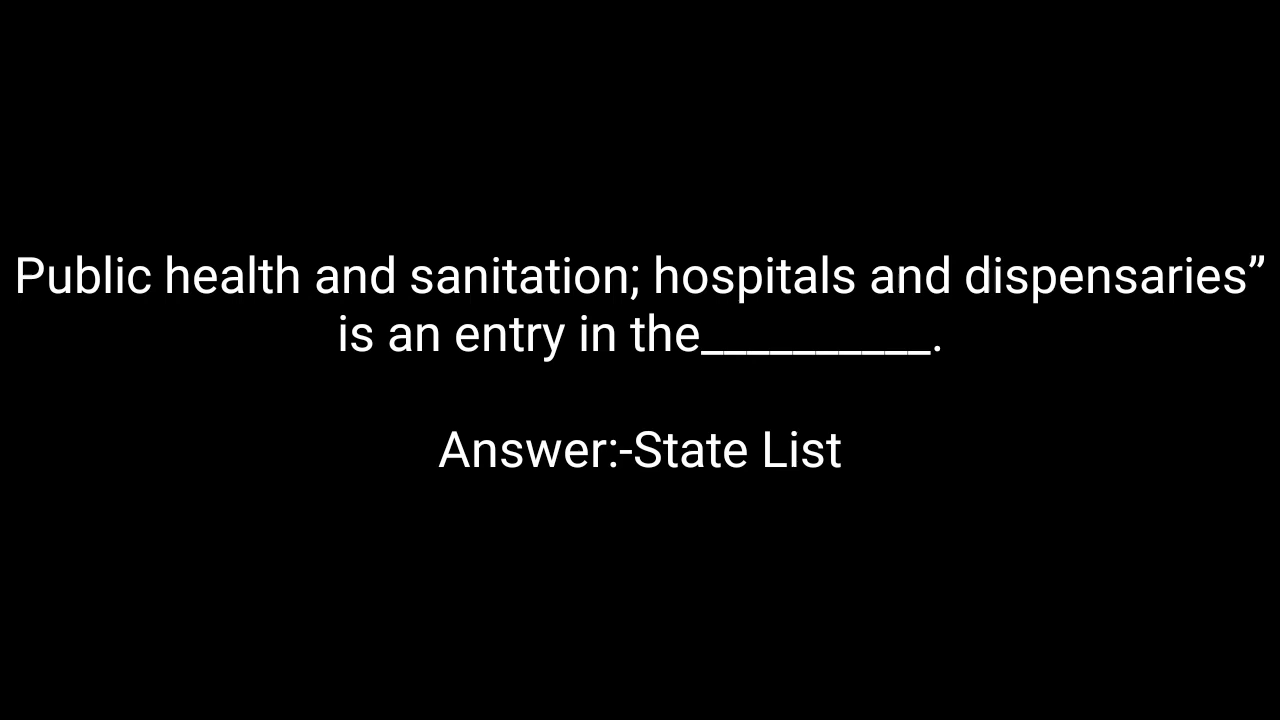 Public health and sanitation; hospitals and dispensaries”
is an entry in the__________.
Answer:-State List